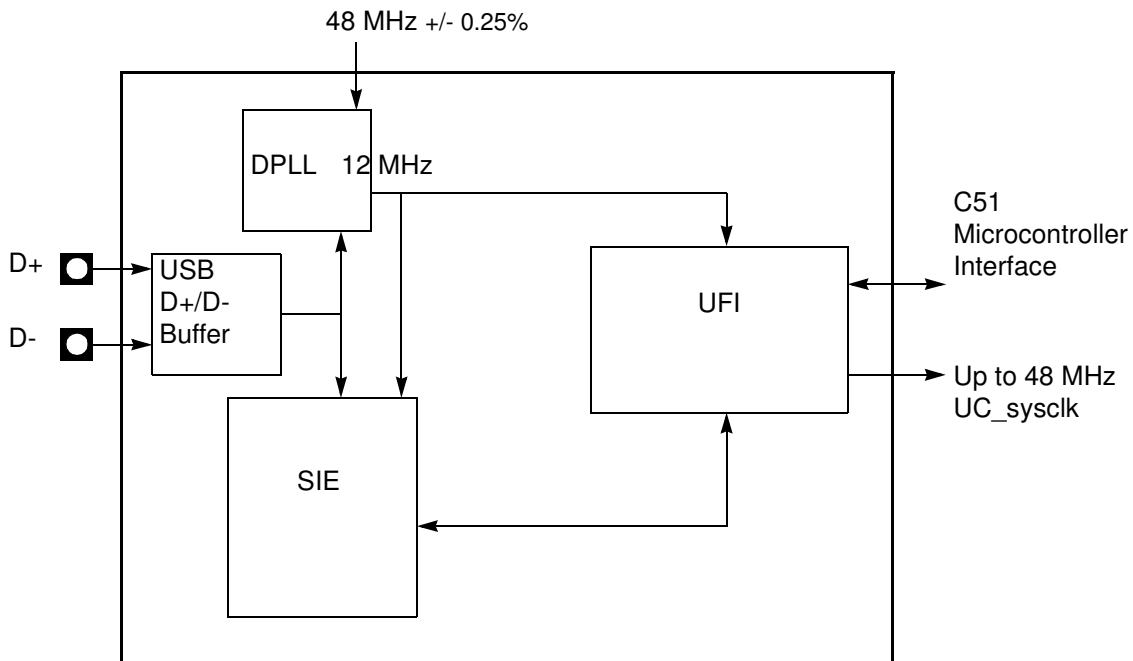 48 MHz +/- 0.25%
DPLL 12 MHz
C51
Microcontroller
Interface
D+
USB
D+/D-
Buffer
D-
UFI
Up to 48 MHz
UC_sysclk
SIE